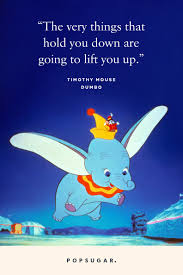 “The very things that
hold you down are
going to lift you up.”
TIMOTHY MOUSE
DUMBO
POPSUGAR.